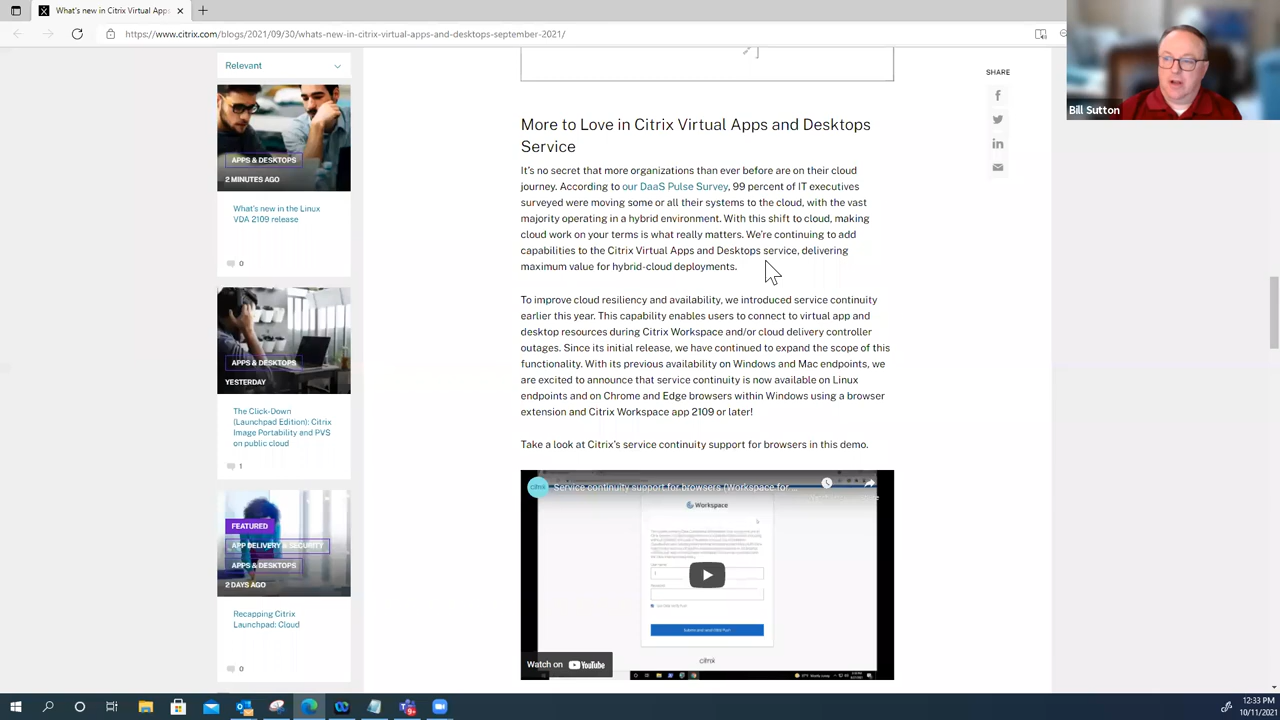 What's new in Citrix Virtual Apps
https://www.citrix.com/blogs/2021/09/30/whats-new-in-citrix-virtual-apps-and-desktops-september-2021/
Bill Sutton
Relevant
APPS & DESKTOPS
2 MINUTES AGO
What's new in the Linux
VDA 2109 release
0
APPS & DESKTOPS
YESTERDAY
The Click-Down
(Launchpad Edition): Citrix
Image Portability and PVS
on public cloud
1
FEATURED
APP DELIVERY & SECURITY
APPS & DESKTOPS
2 DAYS AGO
Recapping Citrix
Launchpad: Cloud
0
More to Love in Citrix Virtual Apps and Desktops
Service
It's no secret that more organizations than ever before are on their cloud
journey. According to our DaaS Pulse Survey, 99 percent of IT executives
surveyed were moving some or all their systems to the cloud, with the vast
majority operating in a hybrid environment. With this shift to cloud, making
cloud work on your terms is what really matters. We're continuing to add
capabilities to the Citrix Virtual Apps and Desktops service, delivering
maximum value for hybrid-cloud deployments.
To improve cloud resiliency and availability, we introduced service continuity
earlier this year. This capability enables users to connect to virtual app and
desktop resources during Citrix Workspace and/or cloud delivery controller
outages. Since its initial release, we have continued to expand the scope of this
functionality. With its previous availability on Windows and Mac endpoints, we
are excited to announce that service continuity is now available on Linux
endpoints and on Chrome and Edge browsers within Windows using a browser
extension and Citrix Workspace app 2109 or later!
Take a look at Citrix's service continuity support for browsers in this demo.
citrix
Service continuity support for browsers (Workspace for ...
Workspace
citrix
Watch on YouTube
SHARE
12:33 PM
10/11/2021